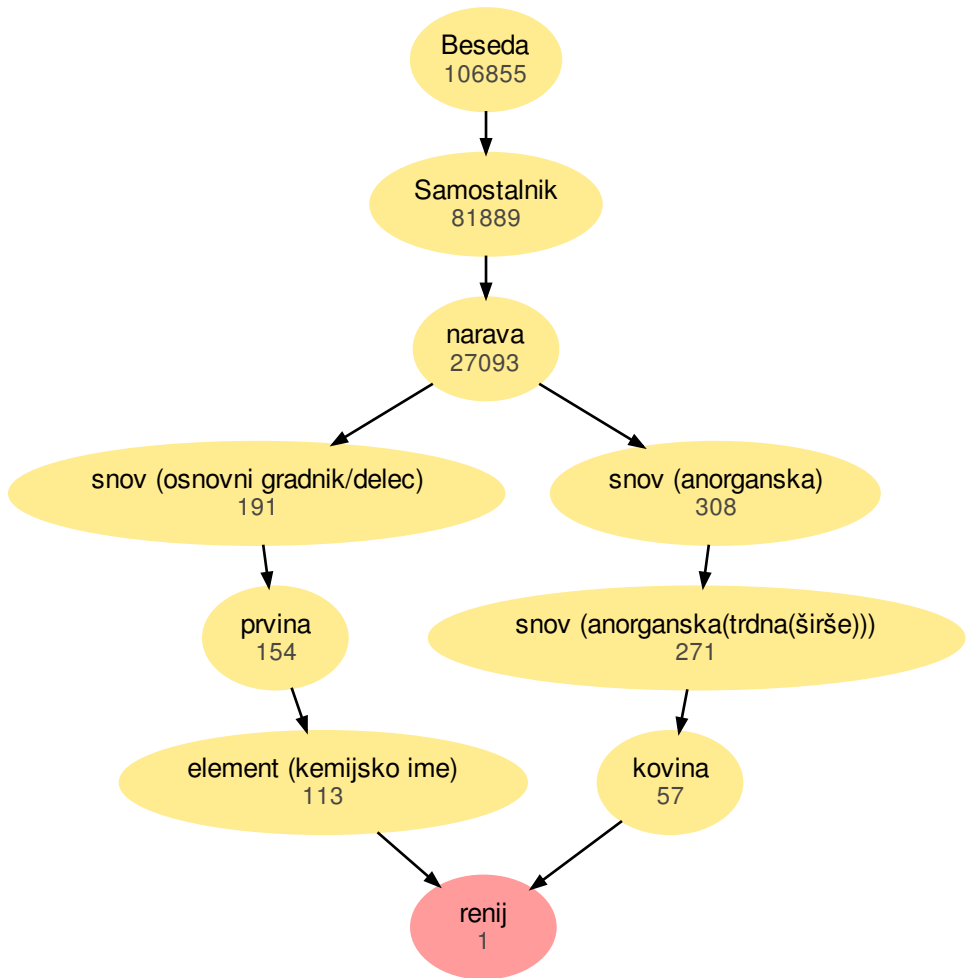 Beseda
106855
Samostalnik
81889
narava
27093
snov (osnovni gradnik/delec)
191
snov (anorganska)
308
prvina
154
snov (anorganska(trdna(širše)))
271
element (kemijsko ime)
113
kovina
57
renij
1